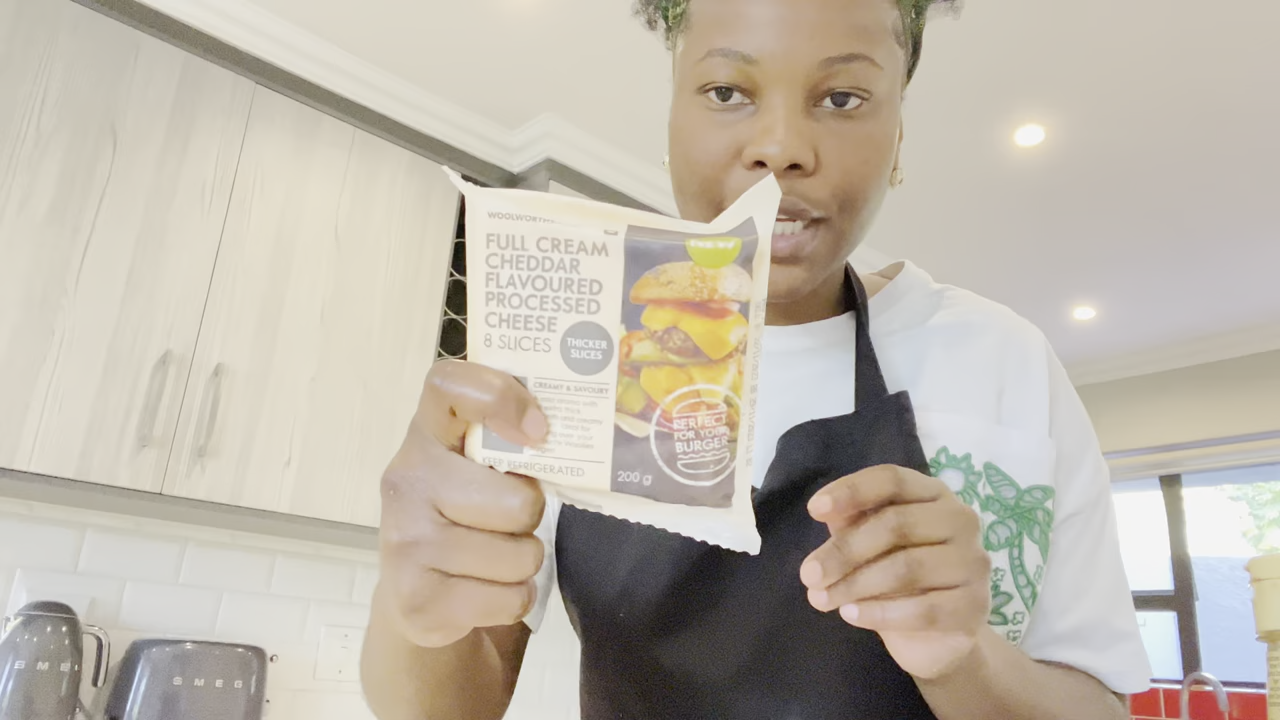 WOOLWORTHS
FULL CREAM
CHEDDAR
FLAVOURED
PROCESSED
CHEESE
8 SLICES
THICKER
SLICES
CREAMY & SAVOURY
KEEP REFRIGERATED
NEW
PERFECT
FOR YOUR
BURGER
200 g
SMEG
SMEG